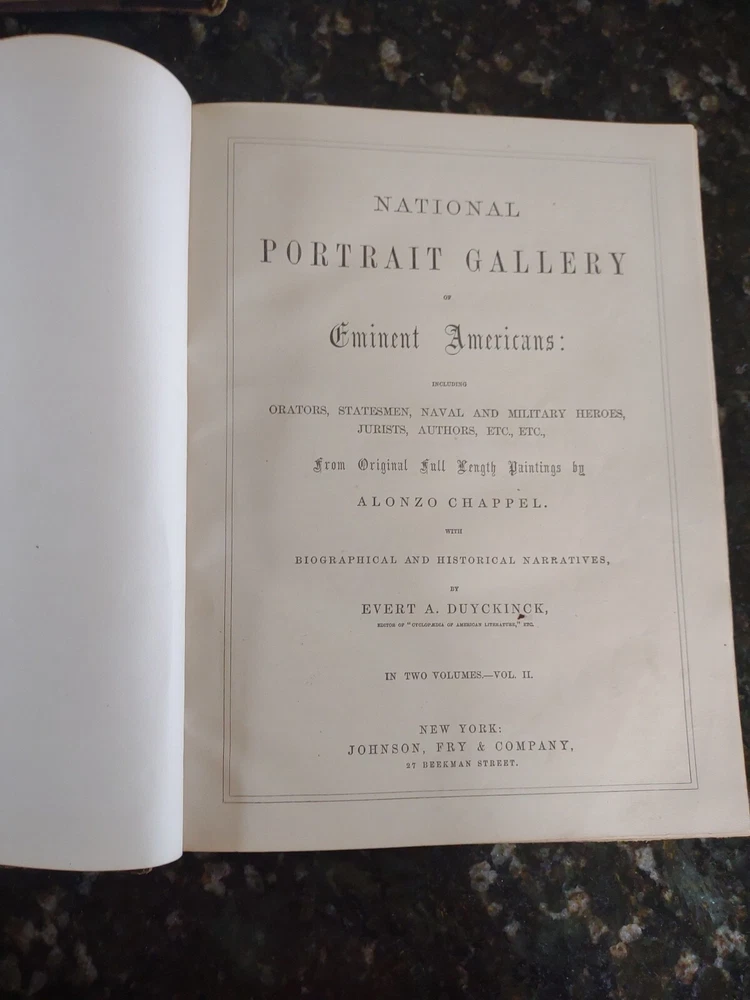 NATIONAL
PORTRAIT GALLERY
OF
Eminent Americans:
INCLUDING
ORATORS, STATESMEN, NAVAL AND MILITARY HEROES,
JURISTS, AUTHORS, ETC., ETC.,
From Original Full Length Paintings by
ALONZO CHAPPEL.
WITH
BIOGRAPHICAL AND HISTORICAL NARRATIVES,
BY
EVERT A. DUYCKINCK,
EDITOR OF "CYCLOPÆDIA OF AMERICAN LITERATURE," ETC.
IN TWO VOLUMES.—VOL. II.
NEW YORK:
JOHNSON, FRY & COMPANY,
27 BEEKMAN STREET.